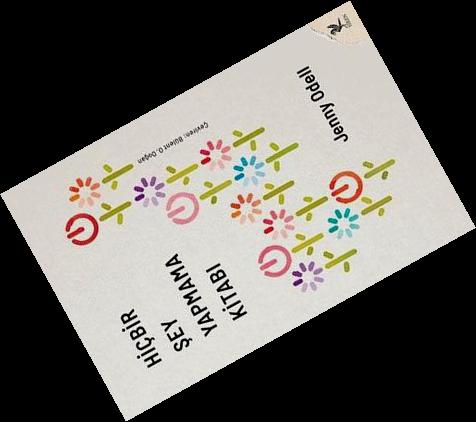 Jenny Odell
Çeviren: Bülent O. Doğan
HİÇBİR
ŞEY
YAPMAMA
KİTABI